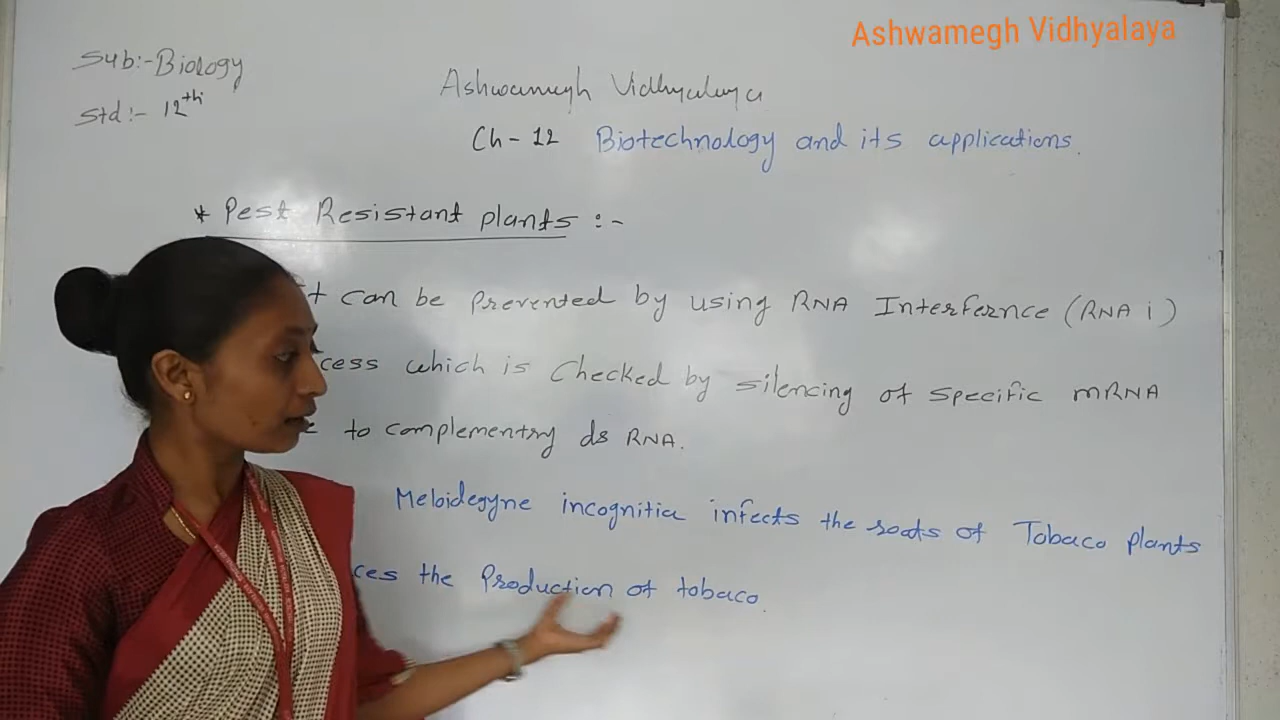 Ashwamegh Vidhyalaya
Sub:- Biology
Std :- 12th
Ashwamegh Vidhyalaya
Ch - 12 Biotechnology and its applications.
* Pest Resistant plants :-
can be prevented by using RNA Interfernce (RNA i)
cess which is checked by silencing of specific mRNA
to complementry ds RNA.
Meloidegyne incognitia infects the roots of Tobaco plants
ces the production of tobaco.